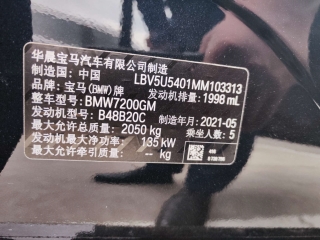 华晨宝马汽车有限公司制造
制造国：中国 LBV5U5401MM103313
品牌：宝马(BMW)牌 发动机排量：1998 mL
整车型号：BMW7200GM
发动机型号：B48B20C 制造年月：2021-05
最大允许总质量：2050 kg 乘坐人数：5
发动机最大净功率：135 kW
最大允许牵引质量：-- kg